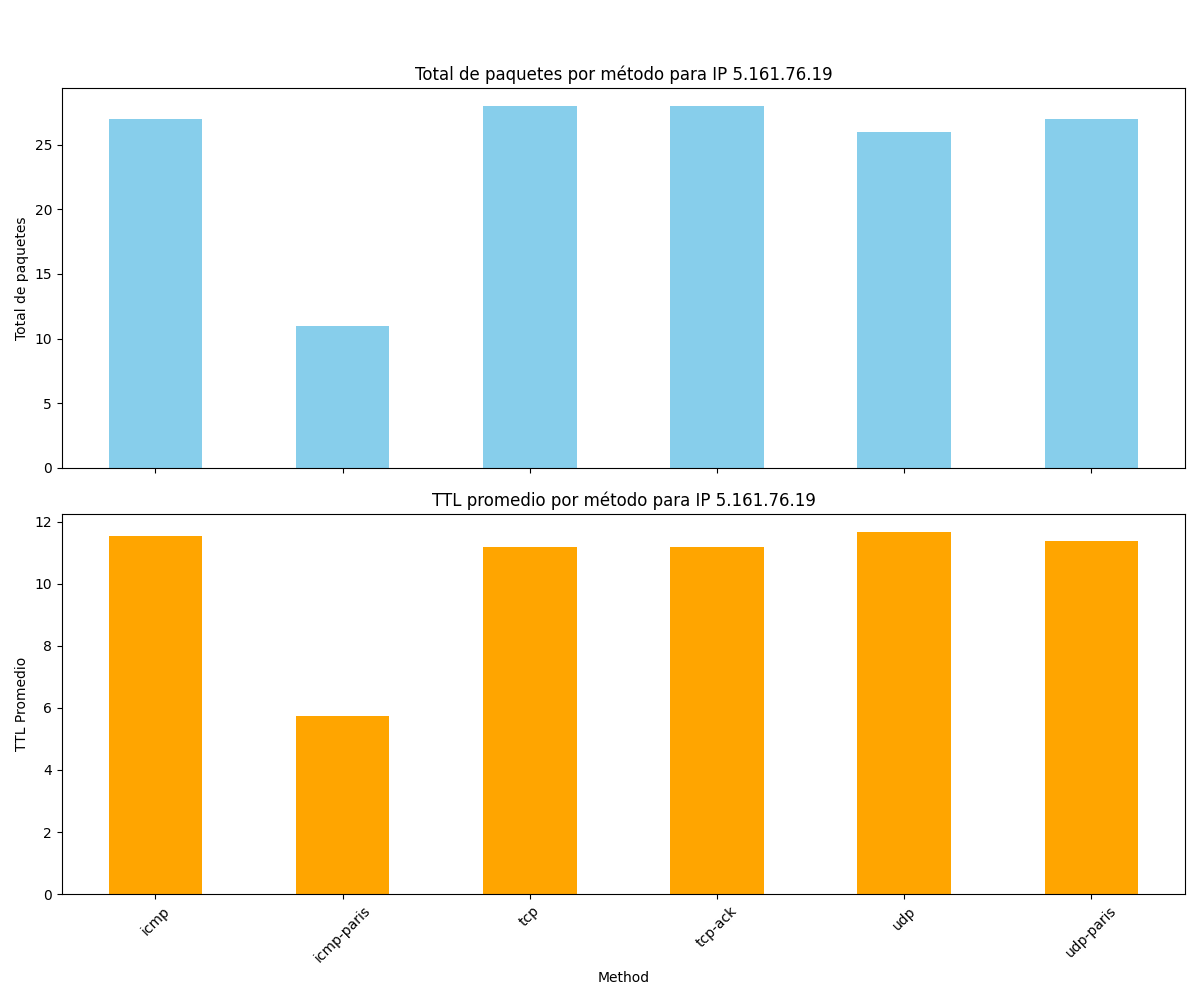 Total de paquetes por método para IP 5.161.76.19
Total de paquetes
25
20
15
10
5
0
TTL promedio por método para IP 5.161.76.19
TTL Promedio
12
10
8
6
4
2
0
icmp
icmp-paris
tcp
tcp-ack
udp
udp-paris
Method